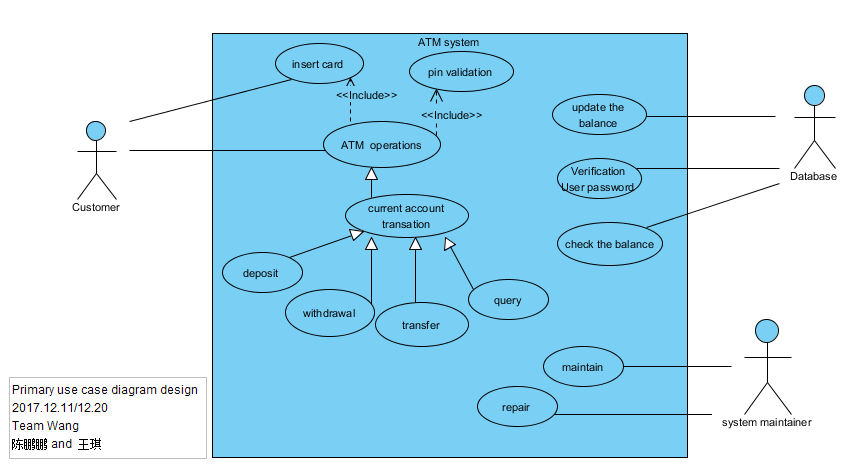 ATM system
insert card
pin validation
<<Include>>
<<Include>>
ATM operations
current account
transation
deposit
withdrawal
transfer
query
update the
balance
Verification
User password
check the balance
maintain
repair
Customer
Database
system maintainer
Primary use case diagram design
2017.12.11/12.20
Team Wang
陈鹏鹏 and 王琪